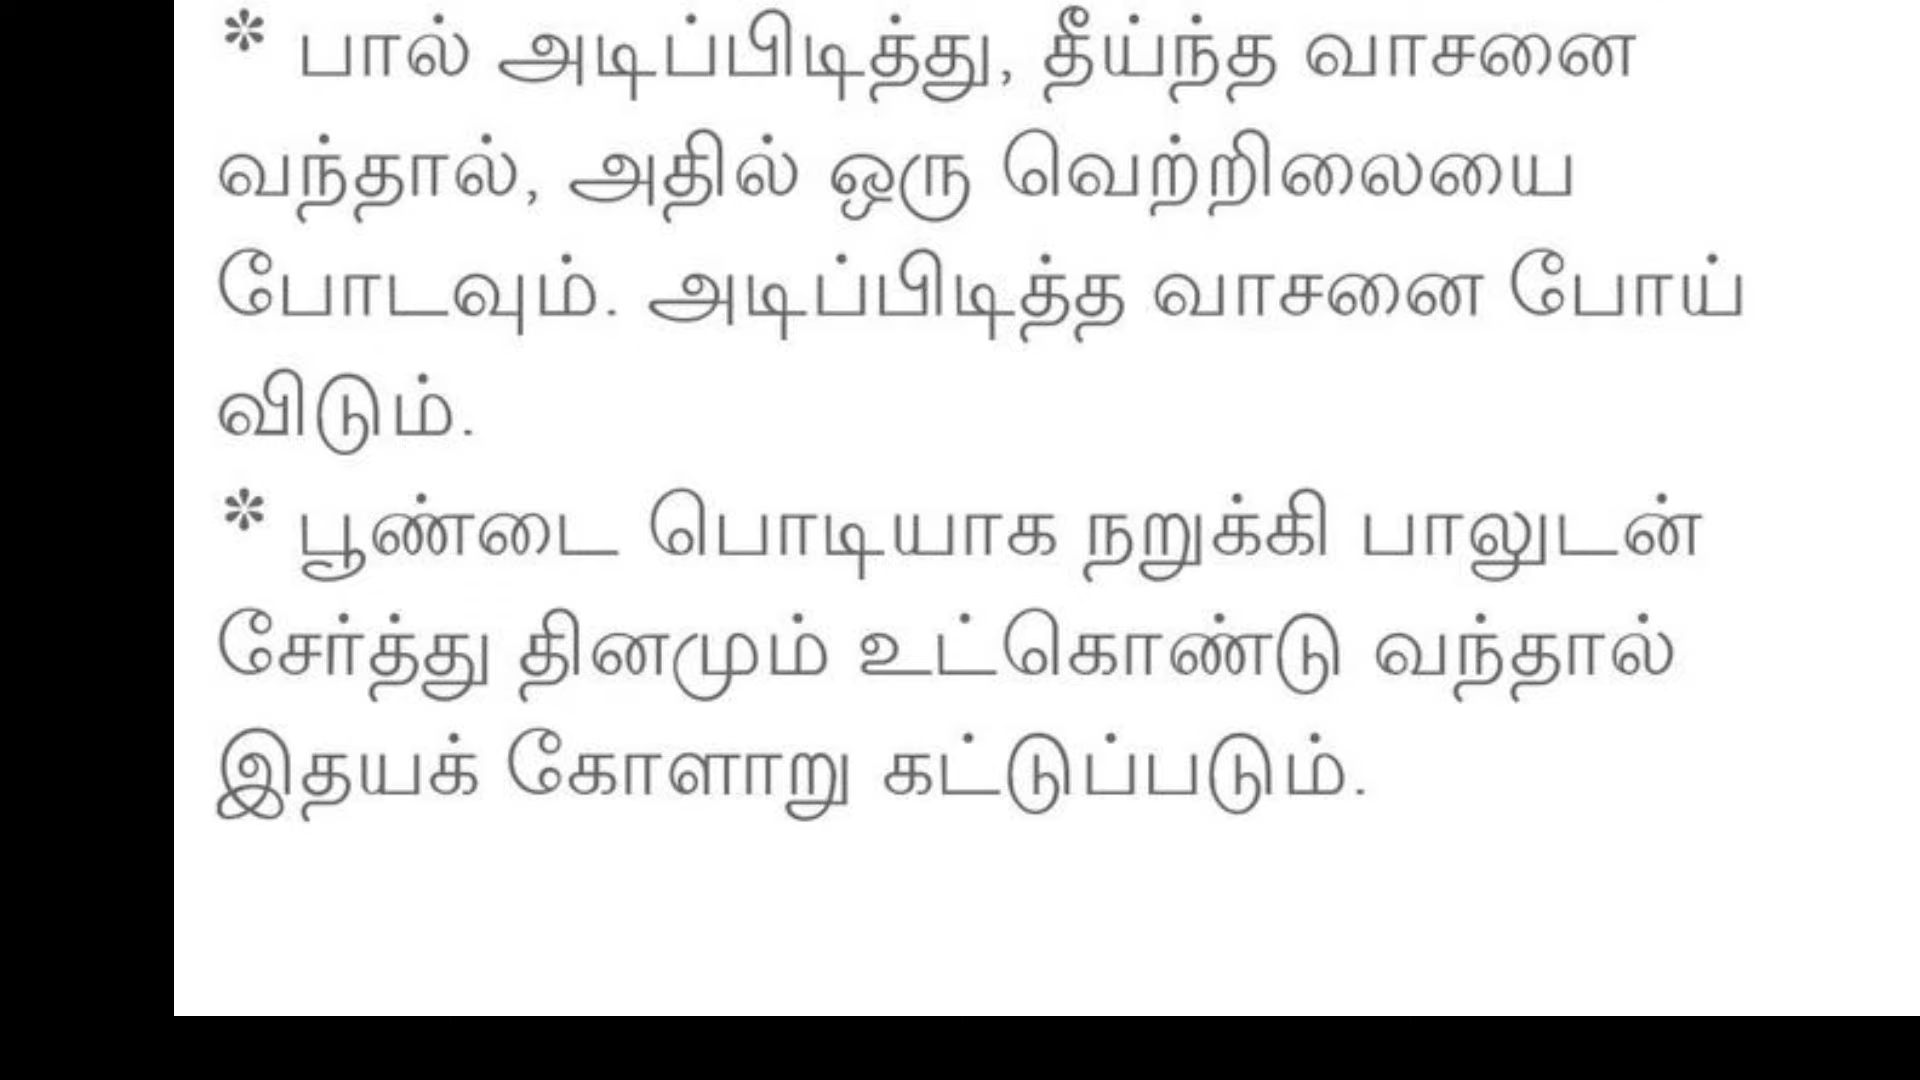 * பால் அடிப்பிடித்து, தீய்ந்த வாசனை
வந்தால், அதில் ஒரு வெற்றிலையை
போடவும். அடிப்பிடித்த வாசனை போய்
விடும்.
* பூண்டை பொடியாக நறுக்கி பாலுடன்
சேர்த்து தினமும் உட்கொண்டு வந்தால்
இதயக் கோளாறு கட்டுப்படும்.